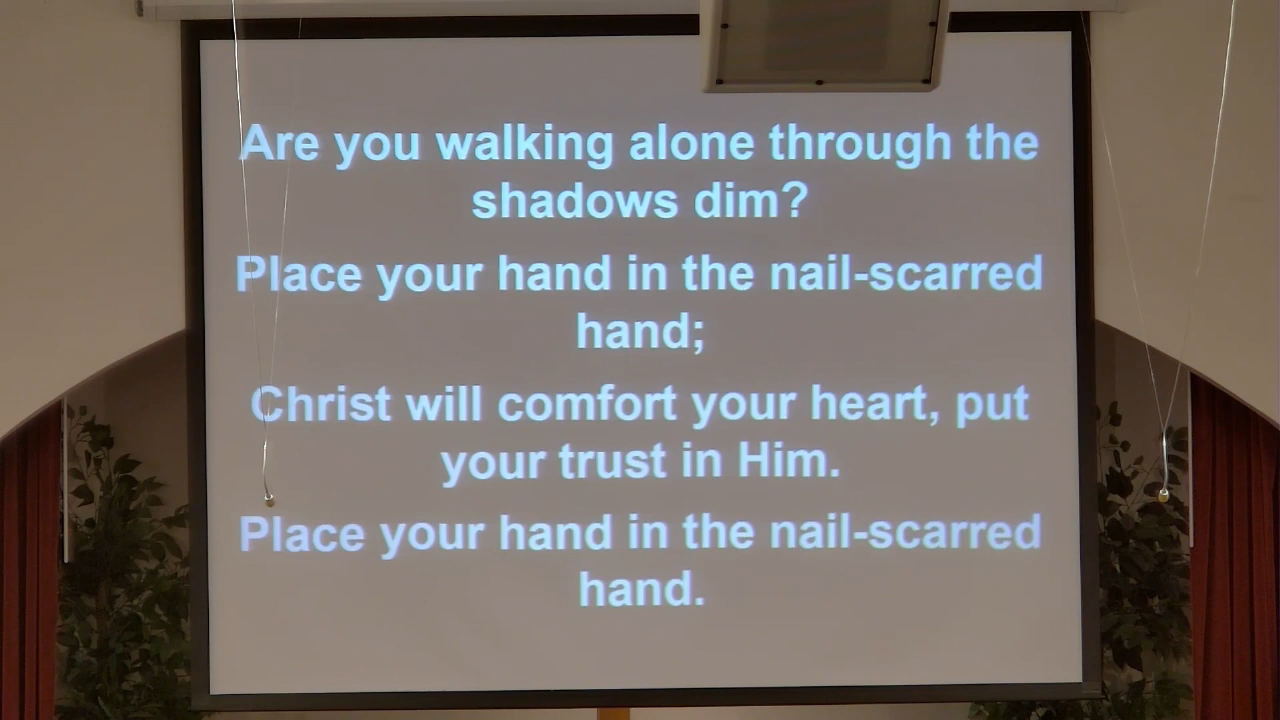 Are you walking alone through the
shadows dim?
Place your hand in the nail-scarred
hand;
Christ will comfort your heart, put
your trust in Him.
Place your hand in the nail-scarred
hand.